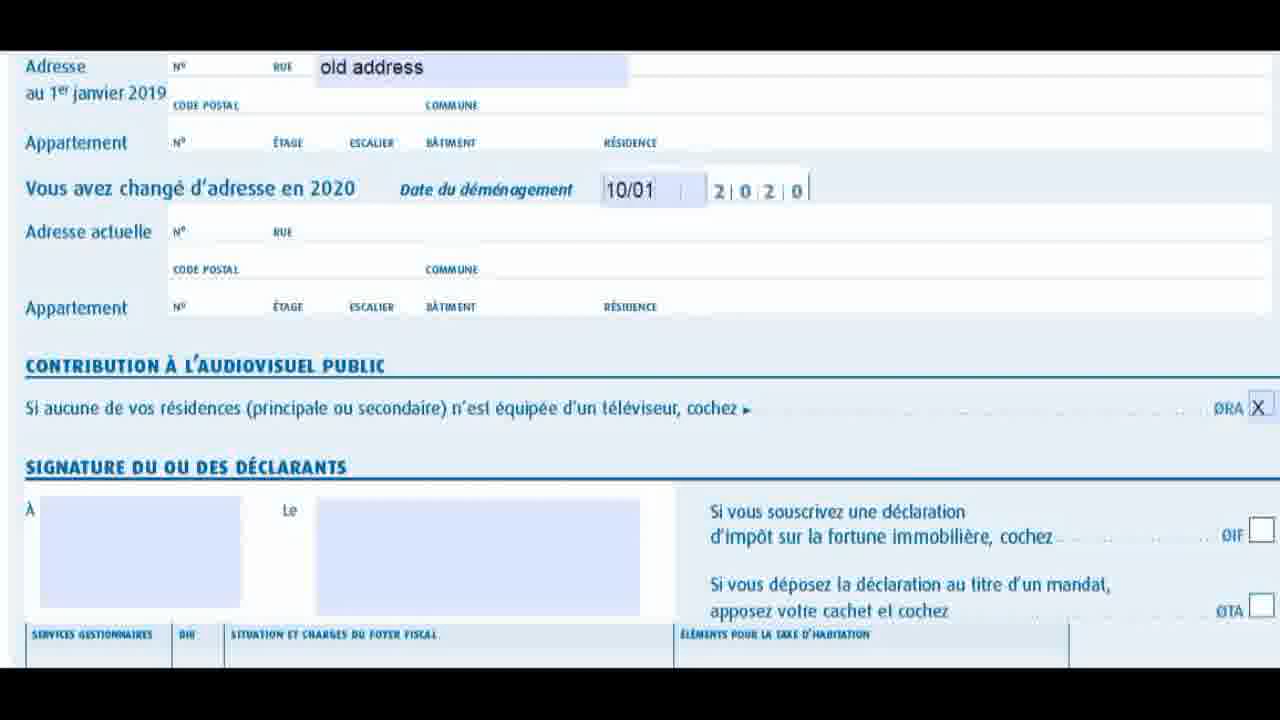 Adresse Nº RUE old address
au 1er janvier 2019
CODE POSTAL COMMUNE
Appartement Nº ÉTAGE ESCALIER BÂTIMENT RÉSIDENCE
Vous avez changé d'adresse en 2020 Date du déménagement 10/01 2 0 2 0
Adresse actuelle Nº RUE
CODE POSTAL COMMUNE
Appartement Nº ÉTAGE ESCALIER BÂTIMENT RÉSIDENCE
CONTRIBUTION À L'AUDIOVISUEL PUBLIC
Si aucune de vos résidences (principale ou secondaire) n'est équipée d'un téléviseur, cochez ▸ ØRA X
SIGNATURE DU OU DES DÉCLARANTS
À Le
Si vous souscrivez une déclaration
d'impôt sur la fortune immobilière, cochez ØIF
Si vous déposez la déclaration au titre d'un mandat,
apposez votre cachet et cochez ØTA
SERVICES GESTIONNAIRES DRI SITUATION ET CHARGES DU FOYER FISCAL ÉLÉMENTS POUR LA TAXE D'HABITATION